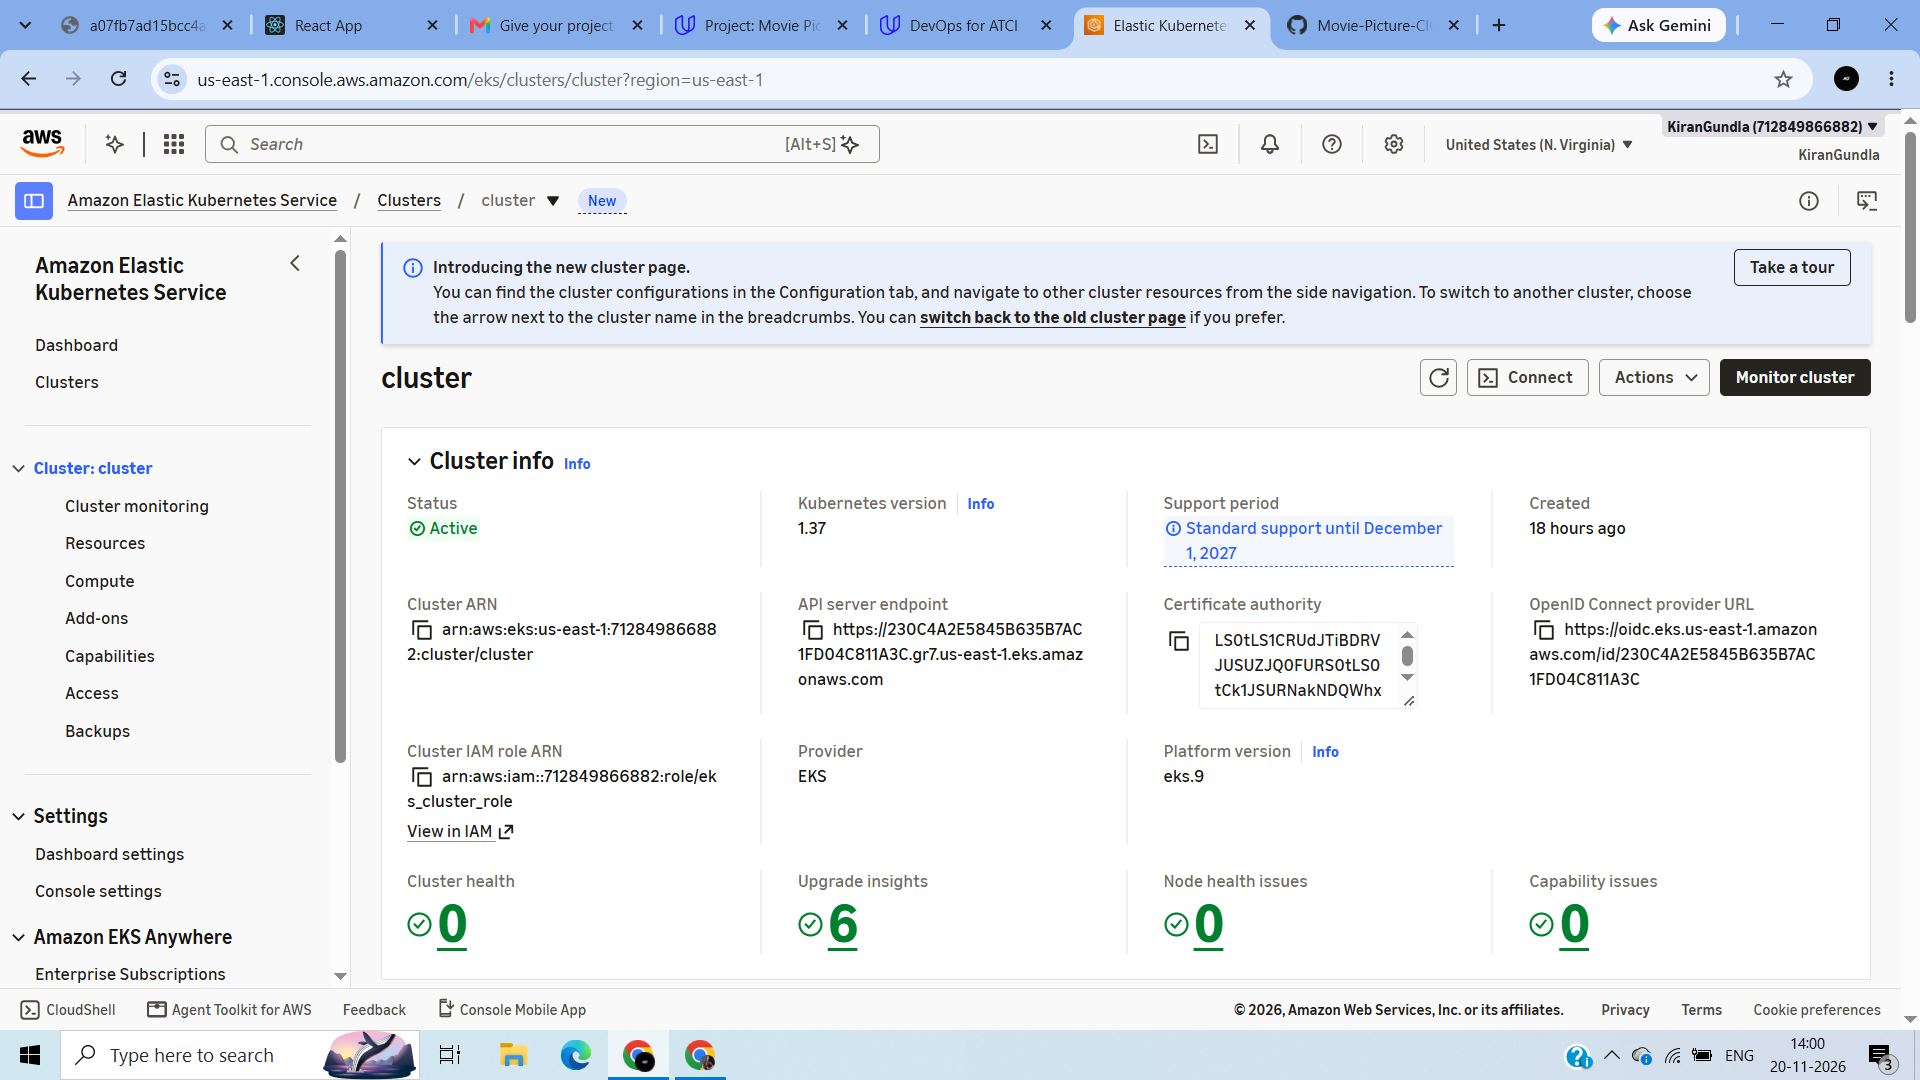 a07fb7ad15bcc4a
React App
Give your project
Project: Movie Pic
DevOps for ATCI
Elastic Kubernete
Movie-Picture-CI
Ask Gemini
us-east-1.console.aws.amazon.com/eks/clusters/cluster?region=us-east-1
aws
Search
[Alt+S]
United States (N. Virginia)
KiranGundla (712849866882)
KiranGundla
Amazon Elastic Kubernetes Service / Clusters / cluster New
Amazon Elastic
Kubernetes Service
Dashboard
Clusters
Cluster: cluster
Cluster monitoring
Resources
Compute
Add-ons
Capabilities
Access
Backups
Settings
Dashboard settings
Console settings
Amazon EKS Anywhere
Enterprise Subscriptions
Introducing the new cluster page.
You can find the cluster configurations in the Configuration tab, and navigate to other cluster resources from the side navigation. To switch to another cluster, choose
the arrow next to the cluster name in the breadcrumbs. You can switch back to the old cluster page if you prefer.
Take a tour
cluster
Connect
Actions
Monitor cluster
Cluster info Info
Status
Active
Kubernetes version Info
1.37
Support period
Standard support until December
1, 2027
Created
18 hours ago
Cluster ARN
arn:aws:eks:us-east-1:71284986688
2:cluster/cluster
API server endpoint
https://230C4A2E5845B635B7AC
1FD04C811A3C.gr7.us-east-1.eks.amaz
onaws.com
Certificate authority
LS0tLS1CRUdJTiBDRV
JUSUZJQ0FURS0tLS0
tCk1JSURNakNDQWhx
OpenID Connect provider URL
https://oidc.eks.us-east-1.amazon
aws.com/id/230C4A2E5845B635B7AC
1FD04C811A3C
Cluster IAM role ARN
arn:aws:iam::712849866882:role/ek
s_cluster_role
View in IAM
Provider
EKS
Platform version Info
eks.9
Cluster health
0
Upgrade insights
6
Node health issues
0
Capability issues
0
CloudShell
Agent Toolkit for AWS
Feedback
Console Mobile App
© 2026, Amazon Web Services, Inc. or its affiliates.
Privacy
Terms
Cookie preferences
Type here to search
ENG
14:00
20-11-2026
3